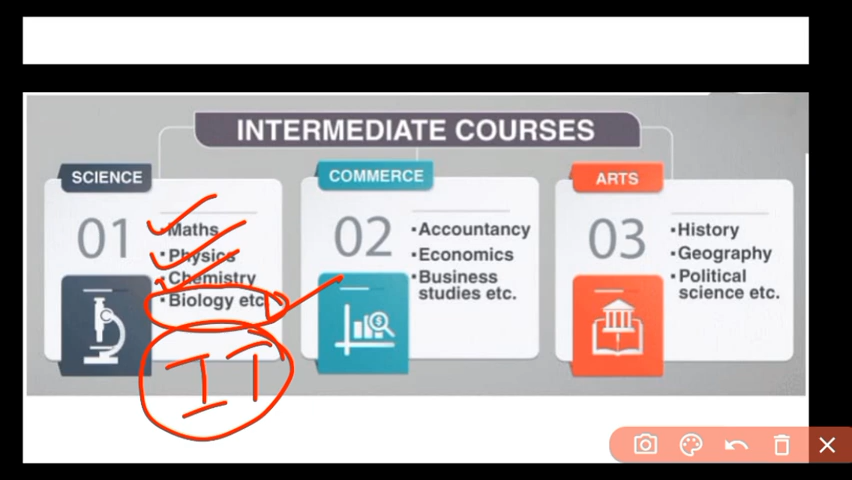 INTERMEDIATE COURSES
SCIENCE
01
• Maths
• Physics
• Chemistry
• Biology etc
IT
COMMERCE
02
• Accountancy
• Economics
• Business
studies etc.
ARTS
03
• History
• Geography
• Political
science etc.